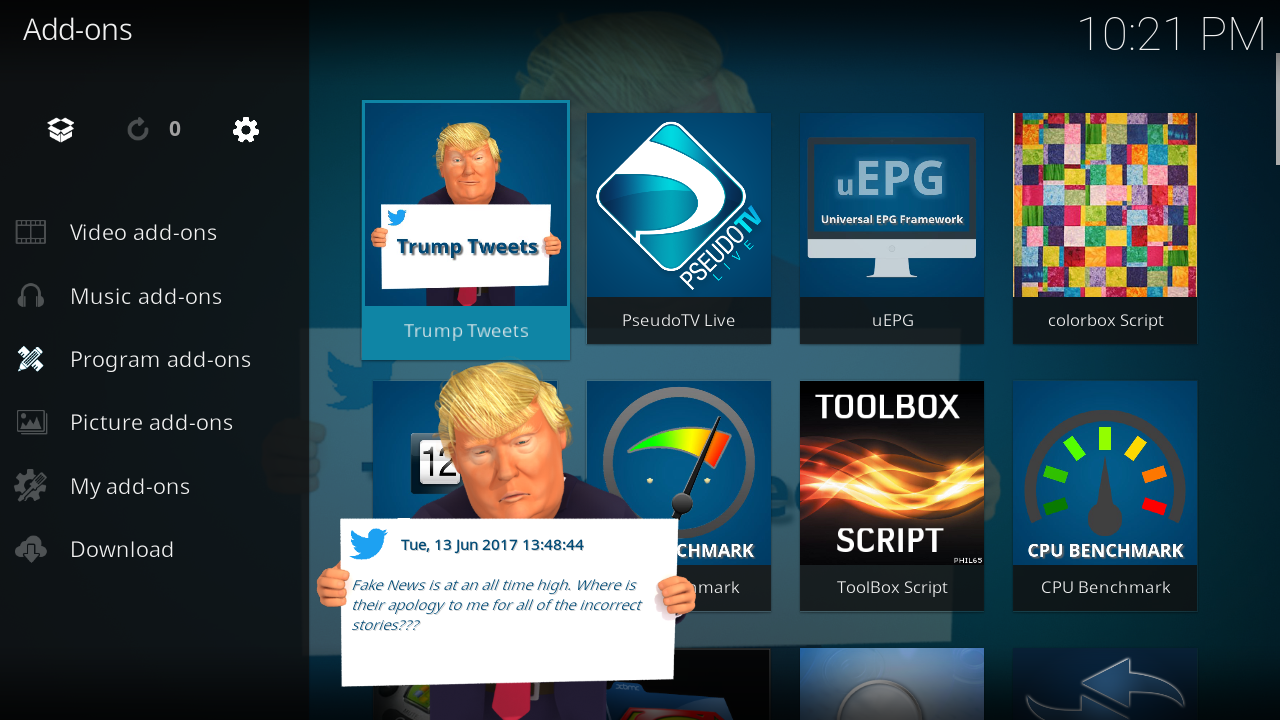 Add-ons
10:21 PM
0
Video add-ons
Music add-ons
Program add-ons
Picture add-ons
My add-ons
Download
Trump Tweets
Trump Tweets
PSEUDOTV
LIVE
PseudoTV Live
uEPG
Universal EPG Framework
uEPG
colorbox Script
12
CHMARK
mark
TOOLBOX
SCRIPT
PHIL65
ToolBox Script
CPU BENCHMARK
CPU Benchmark
Tue, 13 Jun 2017 13:48:44
Fake News is at an all time high. Where is
their apology to me for all of the incorrect
stories???